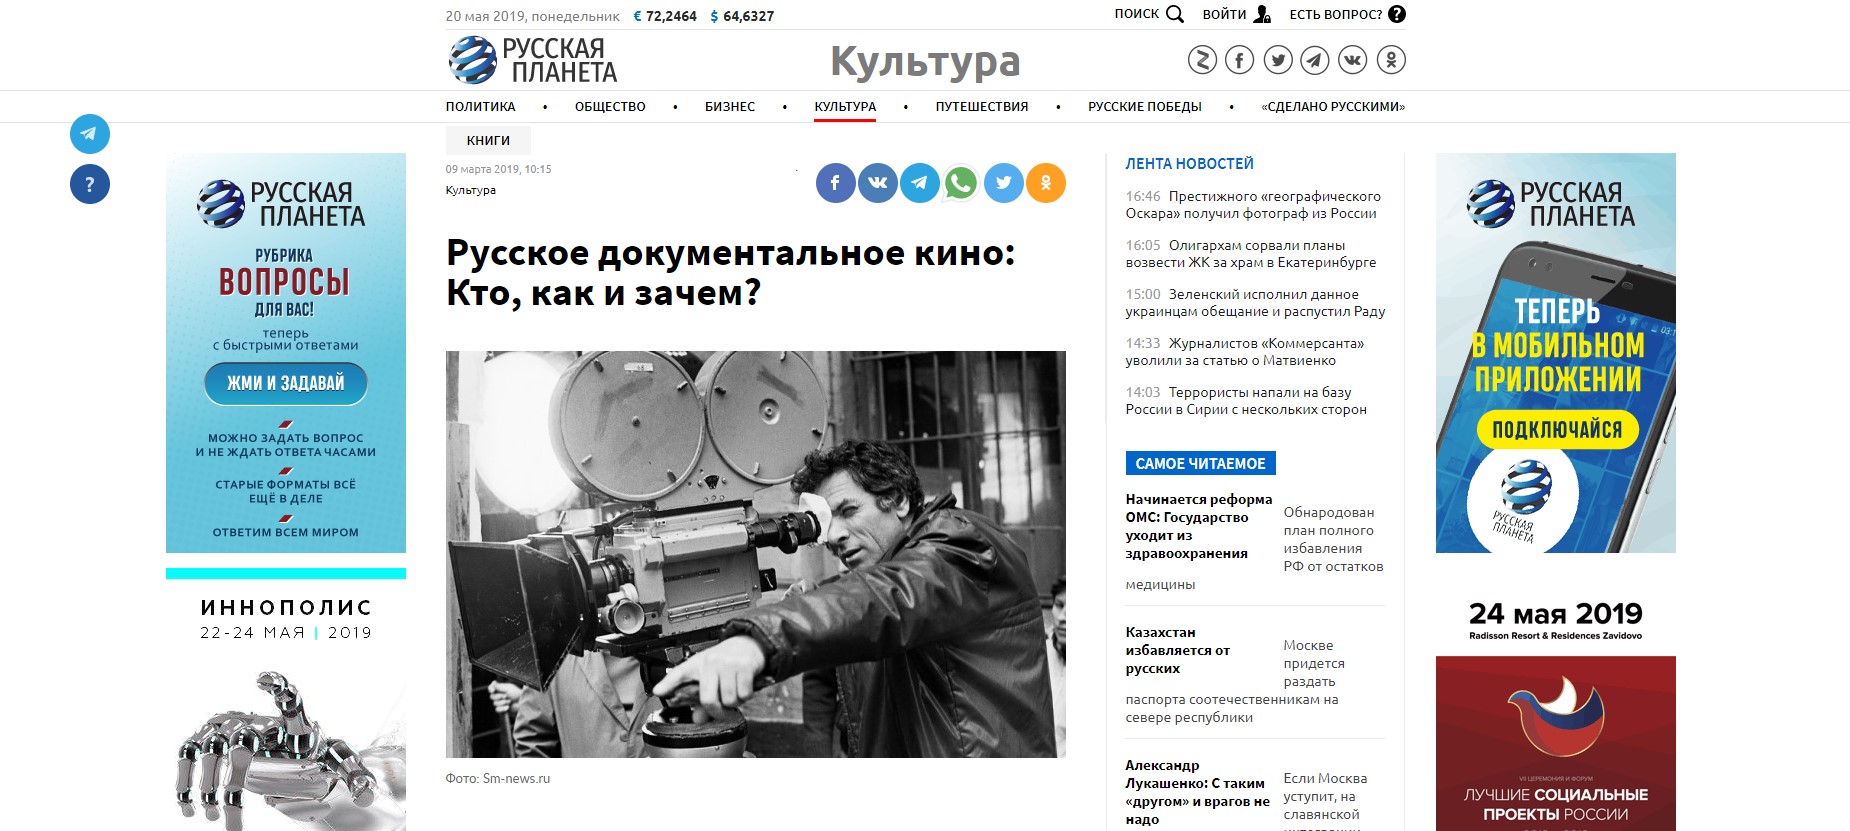 20 мая 2019, понедельник € 72,2464 $ 64,6327
ПОИСК ВОЙТИ ЕСТЬ ВОПРОС?
РУССКАЯ
ПЛАНЕТА
Культура
ПОЛИТИКА • ОБЩЕСТВО • БИЗНЕС • КУЛЬТУРА • ПУТЕШЕСТВИЯ • РУССКИЕ ПОБЕДЫ • «СДЕЛАНО РУССКИМИ»
КНИГИ
09 марта 2019, 10:15
Культура
Русское документальное кино:
Кто, как и зачем?
Фото: Sm-news.ru
РУССКАЯ
ПЛАНЕТА
РУБРИКА
ВОПРОСЫ
ДЛЯ ВАС!
теперь
с быстрыми ответами
ЖМИ И ЗАДАВАЙ
МОЖНО ЗАДАТЬ ВОПРОС
И НЕ ЖДАТЬ ОТВЕТА ЧАСАМИ
СТАРЫЕ ФОРМАТЫ ВСЁ
ЕЩЁ В ДЕЛЕ
ОТВЕТИМ ВСЕМ МИРОМ
ИННОПОЛИС
22-24 МАЯ | 2019
ЛЕНТА НОВОСТЕЙ
16:46 Престижного «географического
Оскара» получил фотограф из России
16:05 Олигархам сорвали планы
возвести ЖК за храм в Екатеринбурге
15:00 Зеленский исполнил данное
украинцам обещание и распустил Раду
14:33 Журналистов «Коммерсанта»
уволили за статью о Матвиенко
14:03 Террористы напали на базу
России в Сирии с нескольких сторон
САМОЕ ЧИТАЕМОЕ
Начинается реформа
ОМС: Государство
уходит из
здравоохранения
Обнародован
план полного
избавления
РФ от остатков
медицины
Казахстан
избавляется от
русских
Москве
придется
раздать
паспорта соотечественникам на
севере республики
Александр
Лукашенко: С таким
«другом» и врагов не
надо
Если Москва
уступит, на
славянской
РУССКАЯ
ПЛАНЕТА
ТЕПЕРЬ
В МОБИЛЬНОМ
ПРИЛОЖЕНИИ
ПОДКЛЮЧАЙСЯ
РУССКАЯ
ПЛАНЕТА
24 мая 2019
Radisson Resort & Residences Zavidovo
VII ЦЕРЕМОНИЯ И ФОРУМ
ЛУЧШИЕ СОЦИАЛЬНЫЕ
ПРОЕКТЫ РОССИИ